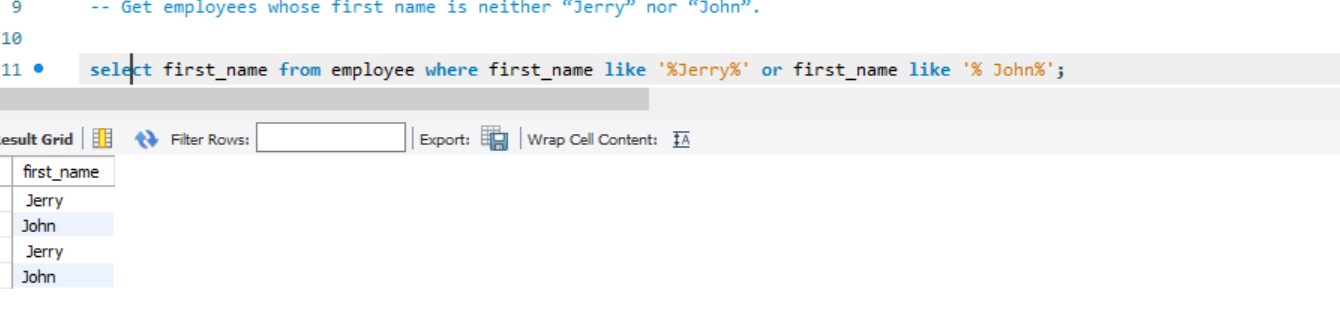 9 -- Get employees whose first name is neither “Jerry” nor “John”.
10
11 select first_name from employee where first_name like '%Jerry%' or first_name like '% John%';
esult Grid Filter Rows: Export: Wrap Cell Content:
first_name
Jerry
John
Jerry
John